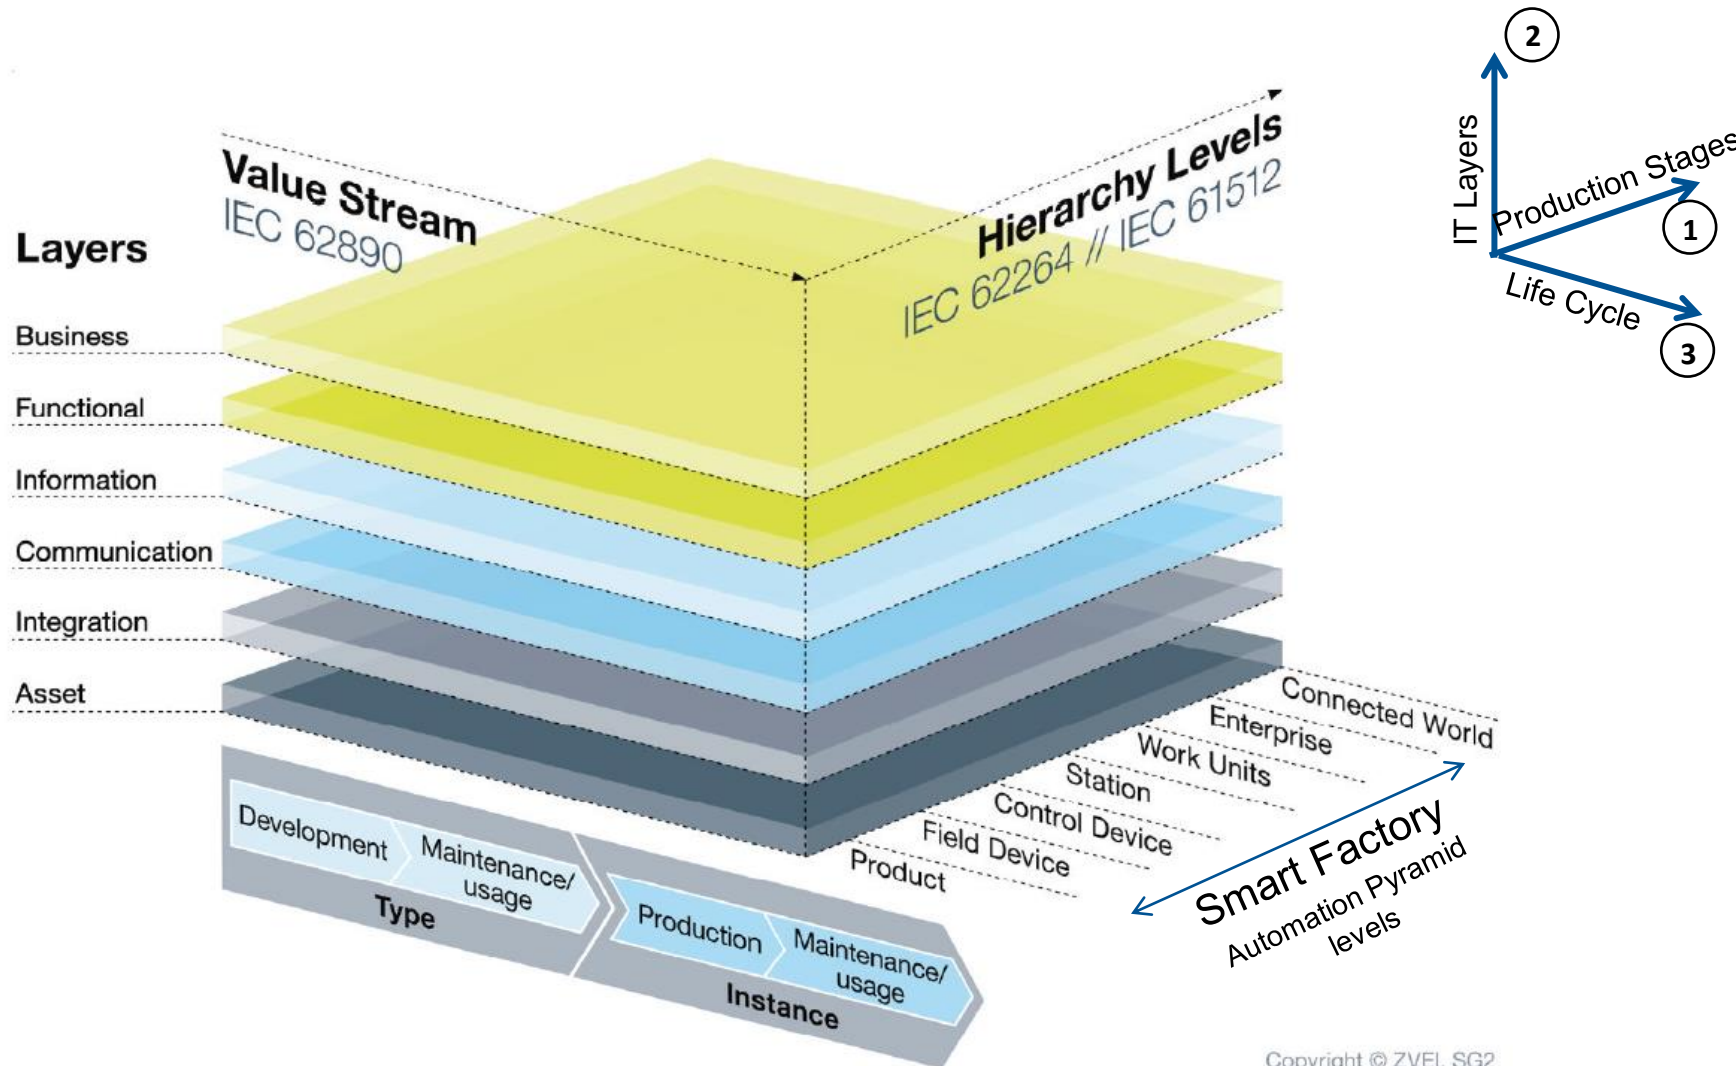 Layers
Business
Functional
Information
Communication
Integration
Asset
Value Stream
IEC 62890
Hierarchy Levels
IEC 62264 // IEC 61512
2
IT Layers
Production Stages
1
Life Cycle
3
Connected World
Enterprise
Work Units
Station
Control Device
Field Device
Product
Smart Factory
Automation Pyramid
levels
Development
Maintenance/
usage
Type
Production
Maintenance/
usage
Instance
Copyright © ZVEI, SG2